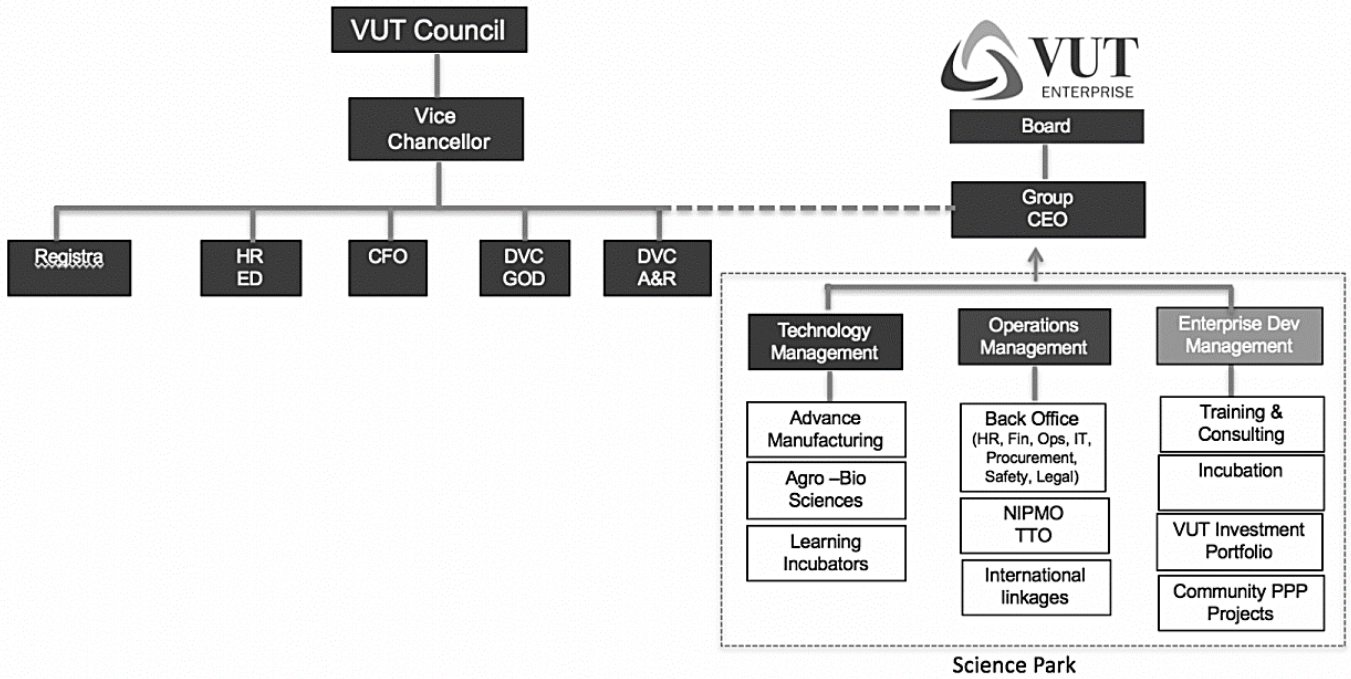 VUT Council
Vice
Chancellor
Registra
HR
ED
CFO
DVC
GOD
DVC
A&R
VUT
ENTERPRISE
Board
Group
CEO
Technology
Management
Advance
Manufacturing
Agro –Bio
Sciences
Learning
Incubators
Operations
Management
Back Office
(HR, Fin, Ops, IT,
Procurement,
Safety, Legal)
NIPMO
TTO
International
linkages
Enterprise Dev
Management
Training &
Consulting
Incubation
VUT Investment
Portfolio
Community PPP
Projects
Science Park